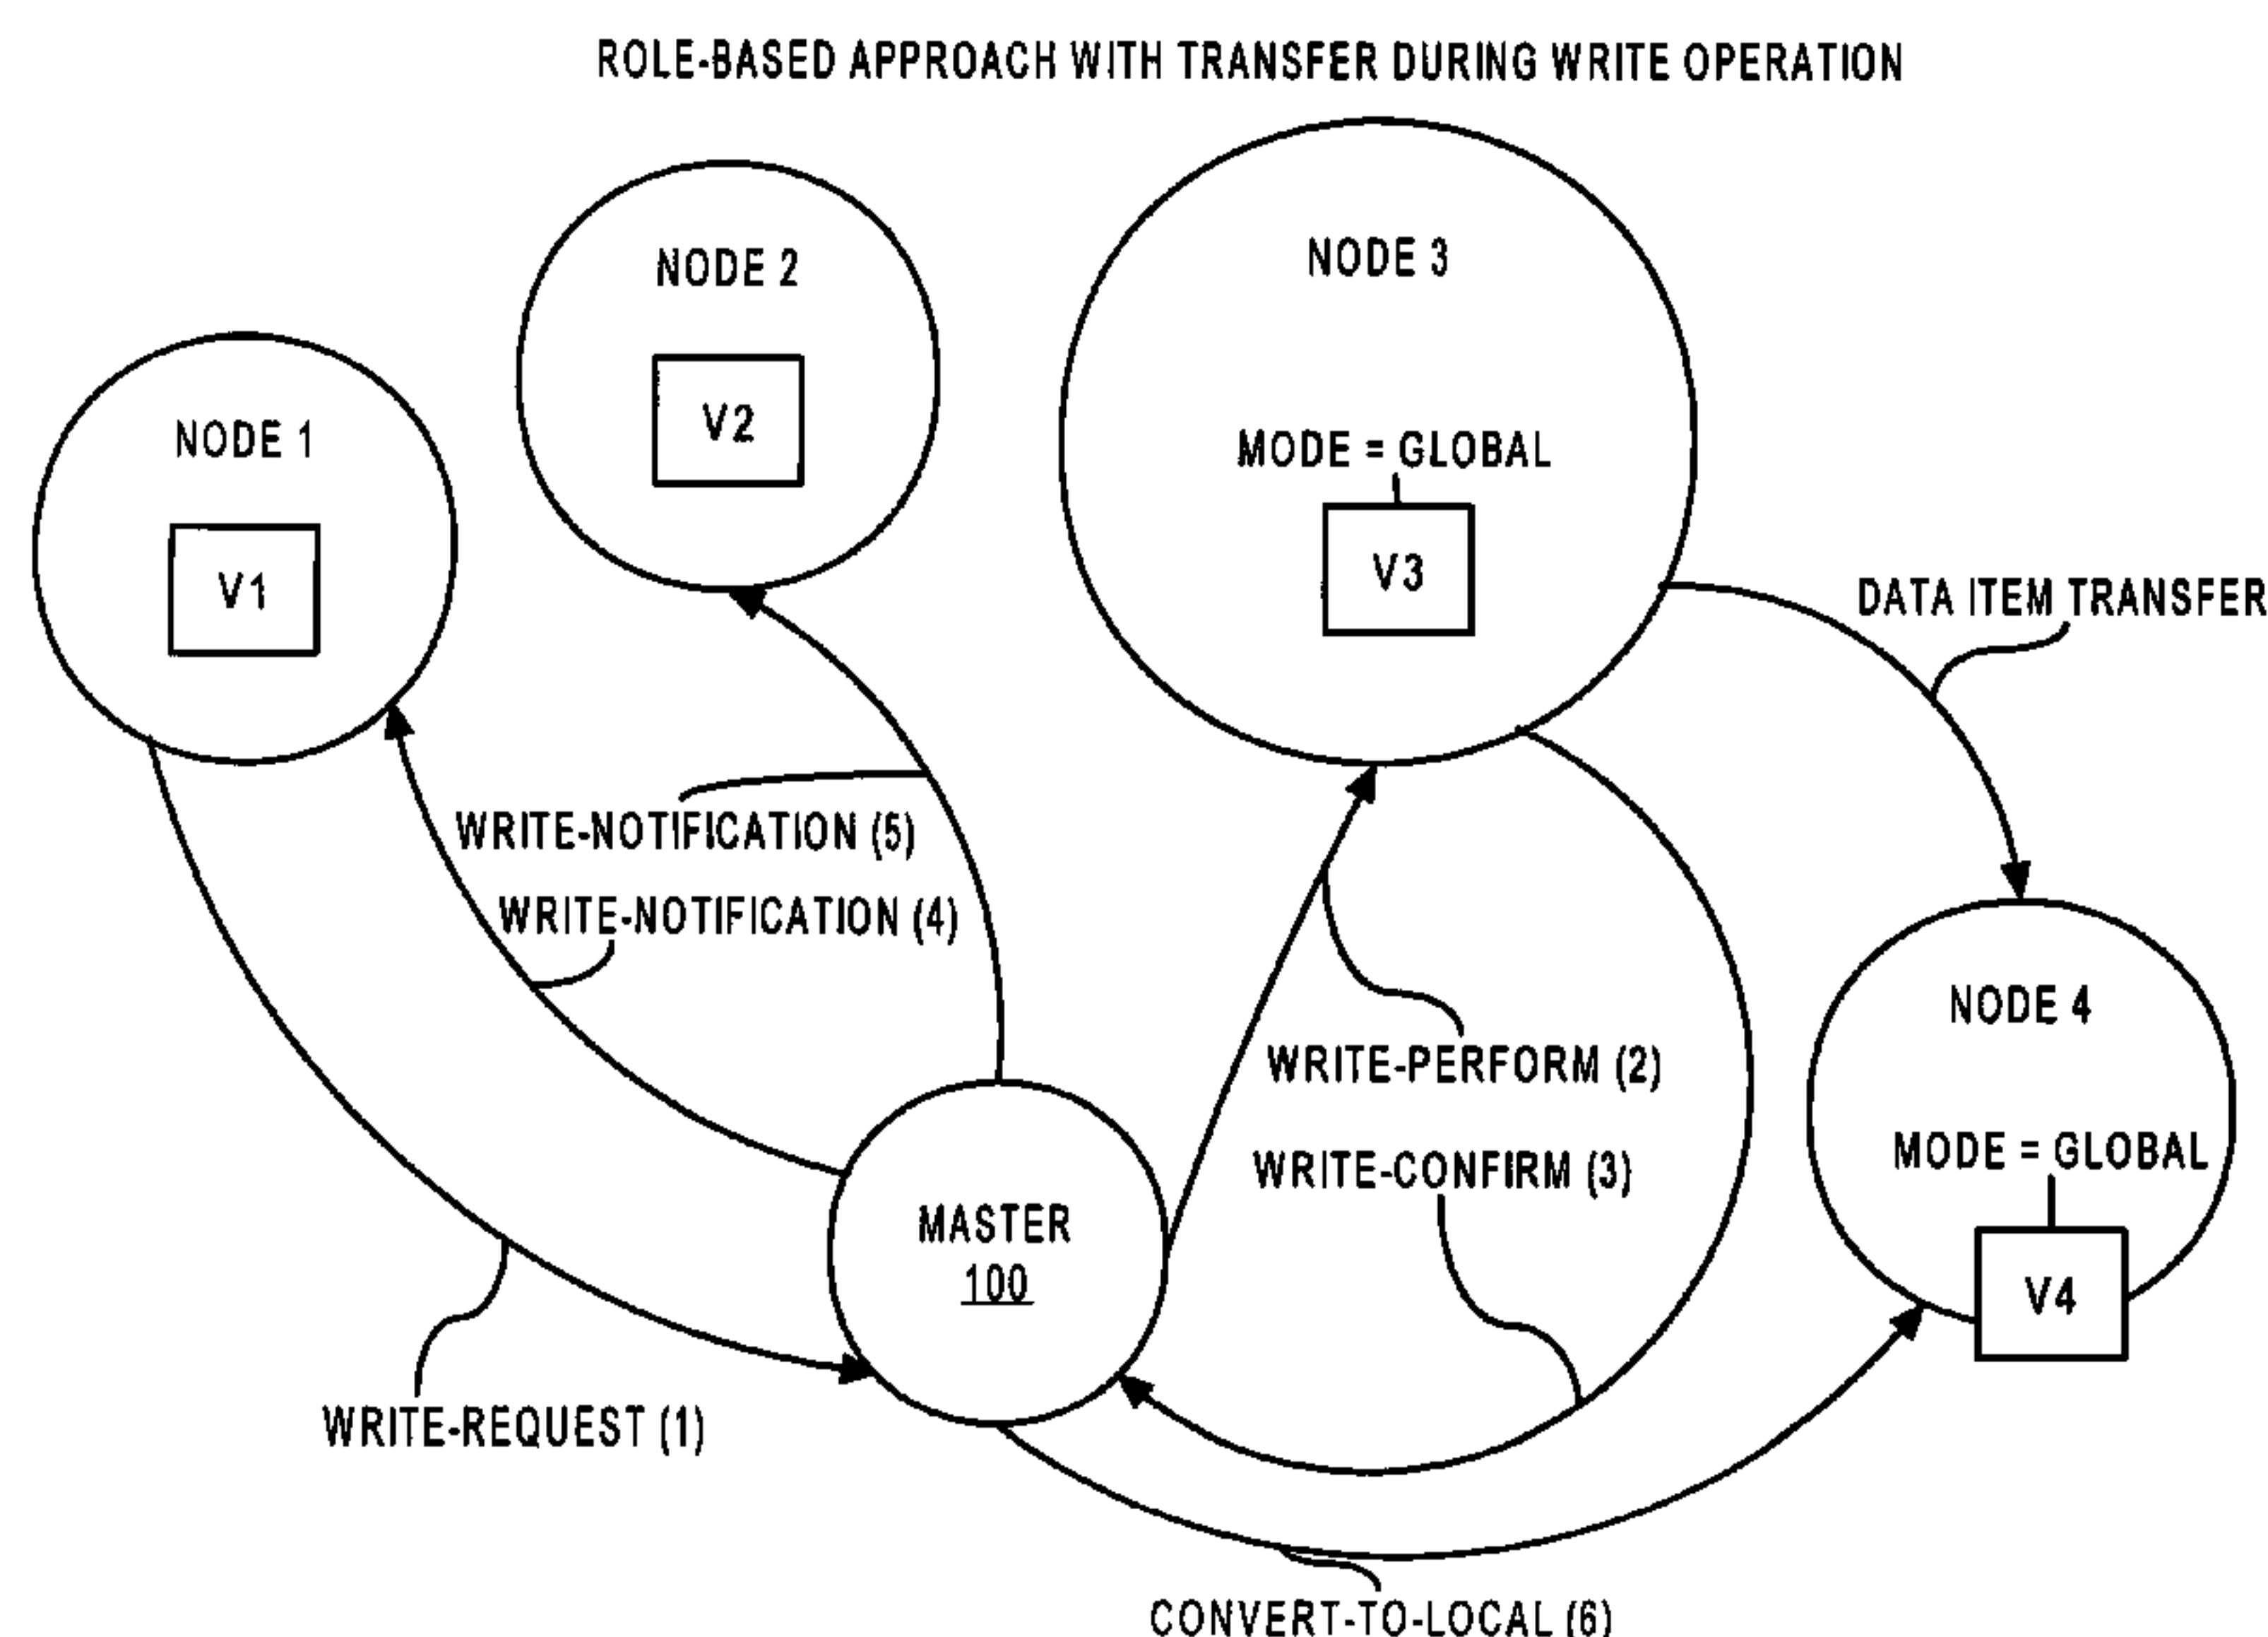 ROLE-BASED APPROACH WITH TRANSFER DURING WRITE OPERATION
NODE 1
V1
NODE 2
V2
NODE 3
MODE = GLOBAL
V3
DATA ITEM TRANSFER
WRITE-NOTIFICATION (5)
WRITE-NOTIFICATION (4)
WRITE-PERFORM (2)
WRITE-CONFIRM (3)
NODE 4
MODE = GLOBAL
V4
MASTER
100
WRITE-REQUEST (1)
CONVERT-TO-LOCAL (6)